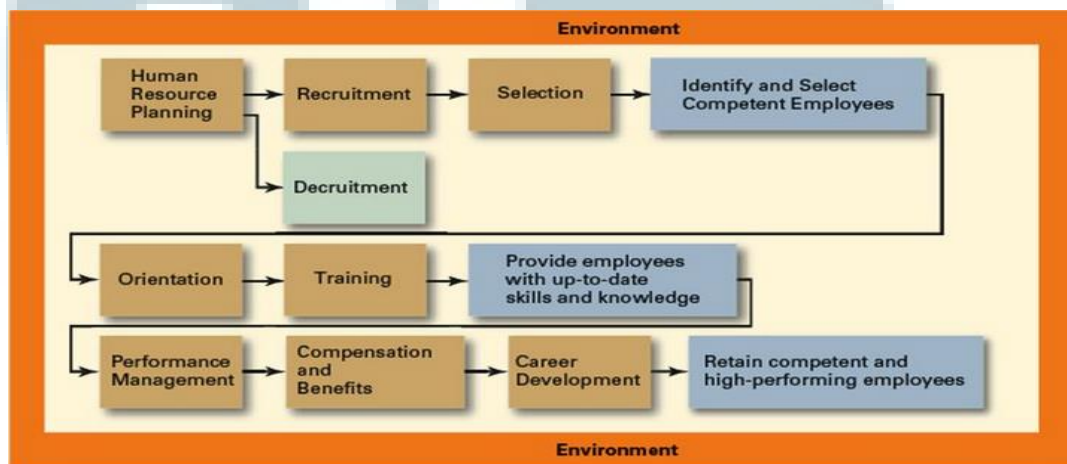 Environment
Human
Resource
Planning
Recruitment
Selection
Identify and Select
Competent Employees
Decruitment
Orientation
Training
Provide employees
with up-to-date
skills and knowledge
Performance
Management
Compensation
and
Benefits
Career
Development
Retain competent and
high-performing employees
Environment